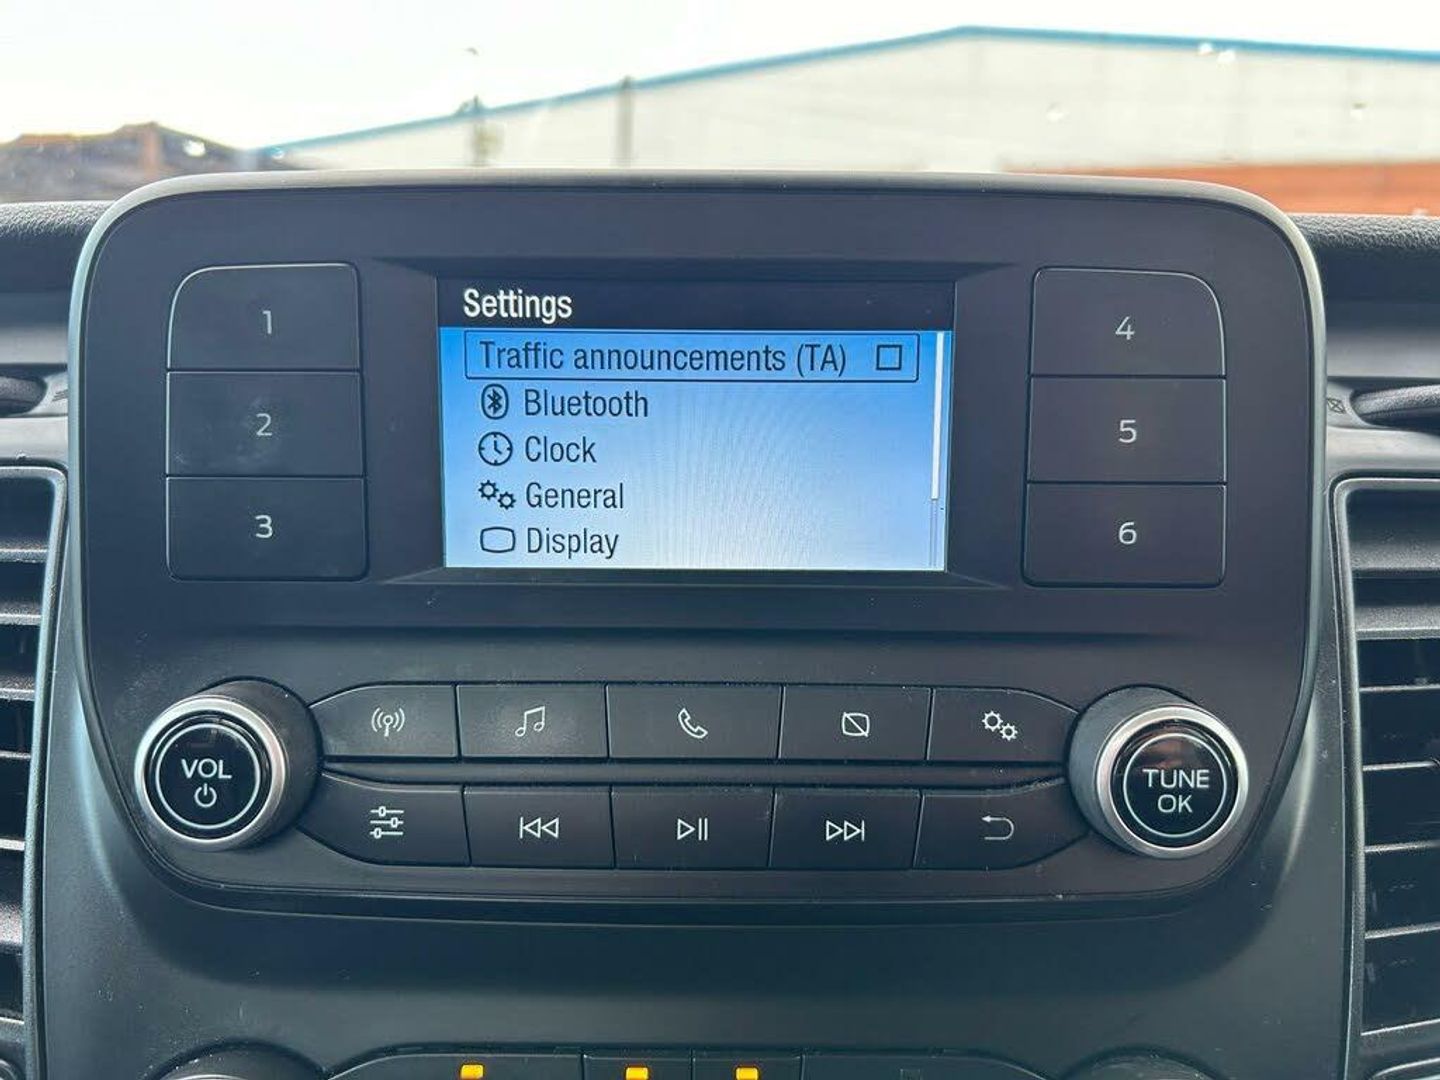 Settings
Traffic announcements (TA)
Bluetooth
Clock
General
Display
1
2
3
4
5
6
VOL
TUNE
OK